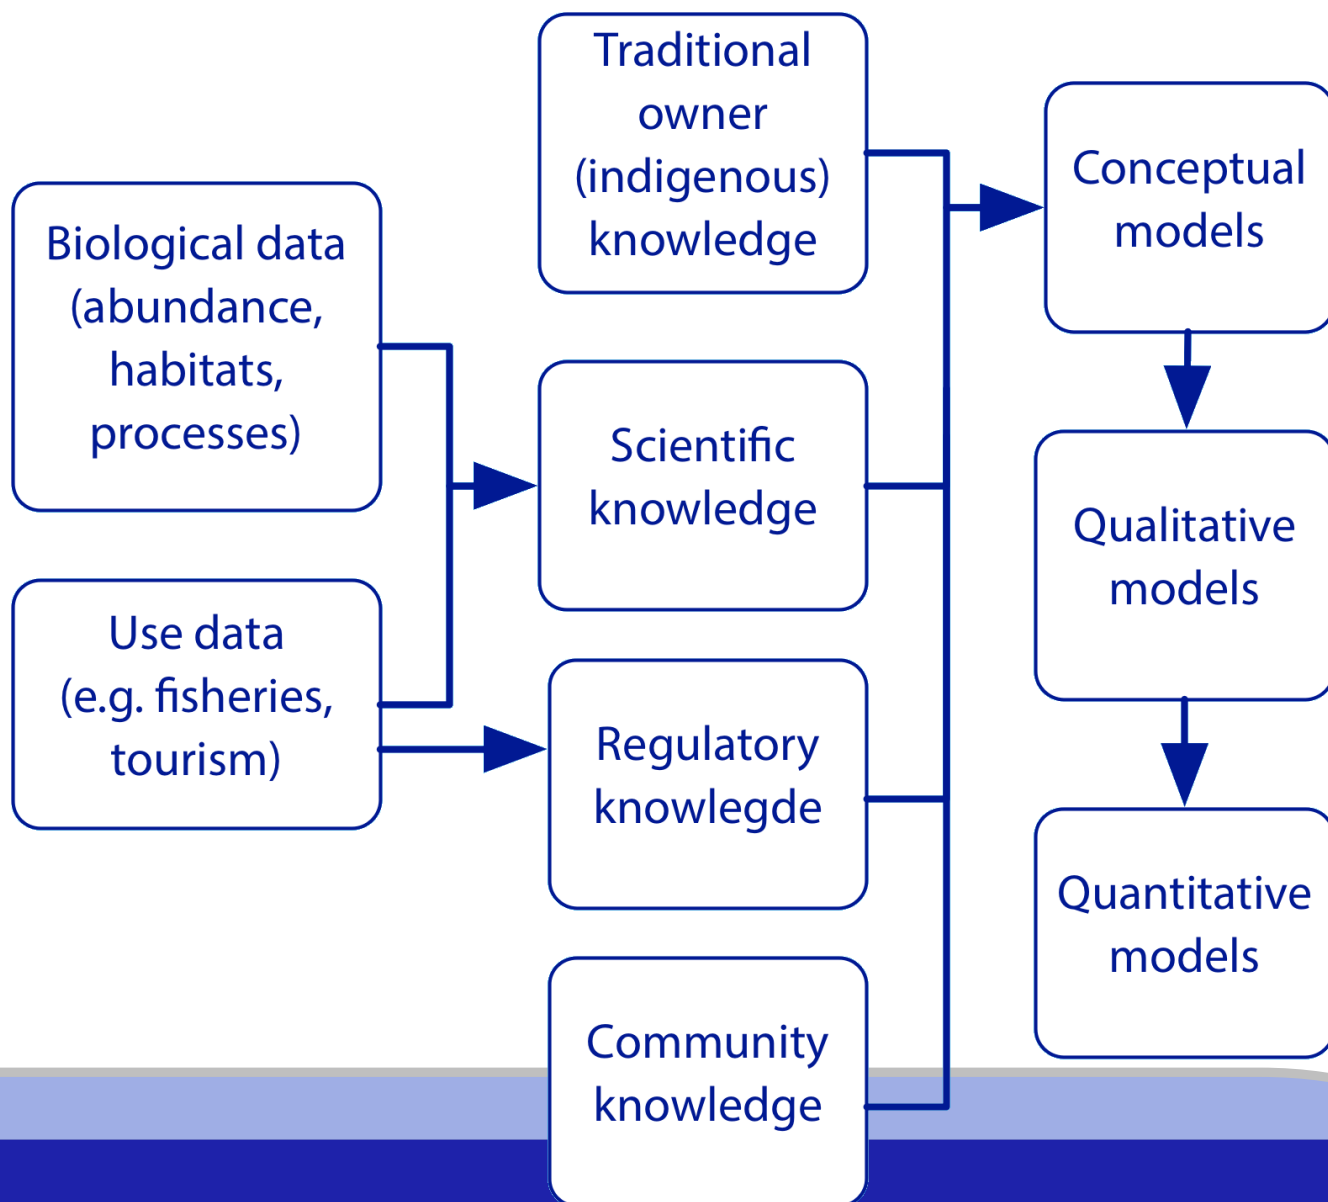 Biological data
(abundance,
habitats,
processes)
Use data
(e.g. fisheries,
tourism)
Traditional
owner
(indigenous)
knowledge
Scientific
knowledge
Regulatory
knowlegde
Community
knowledge
Conceptual
models
Qualitative
models
Quantitative
models